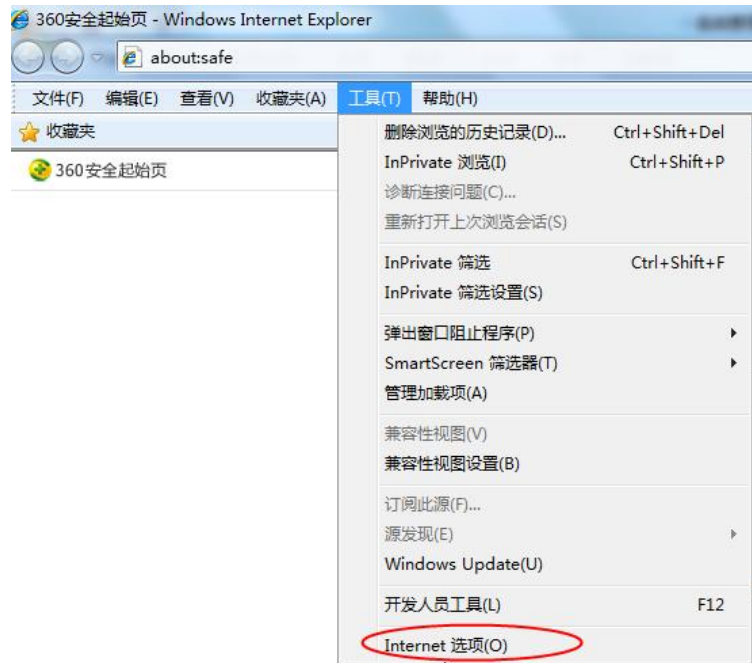 360安全起始页 - Windows Internet Explorer
about:safe
文件(F) 编辑(E) 查看(V) 收藏夹(A) 工具(T) 帮助(H)
收藏夹
360安全起始页
删除浏览的历史记录(D)... Ctrl+Shift+Del
InPrivate 浏览(I) Ctrl+Shift+P
诊断连接问题(C)...
重新打开上次浏览会话(S)
InPrivate 筛选 Ctrl+Shift+F
InPrivate 筛选设置(S)
弹出窗口阻止程序(P)
SmartScreen 筛选器(T)
管理加载项(A)
兼容性视图(V)
兼容性视图设置(B)
订阅此源(F)...
源发现(E)
Windows Update(U)
开发人员工具(L) F12
Internet 选项(O)